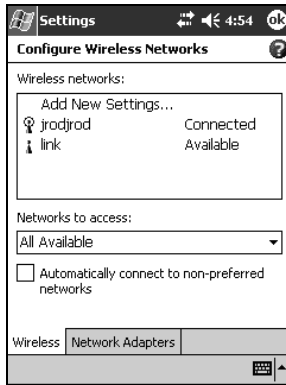 Settings 4:54 ok
Configure Wireless Networks ?
Wireless networks:
Add New Settings...
jrodjrod Connected
link Available
Networks to access:
All Available
Automatically connect to non-preferred
networks
Wireless Network Adapters